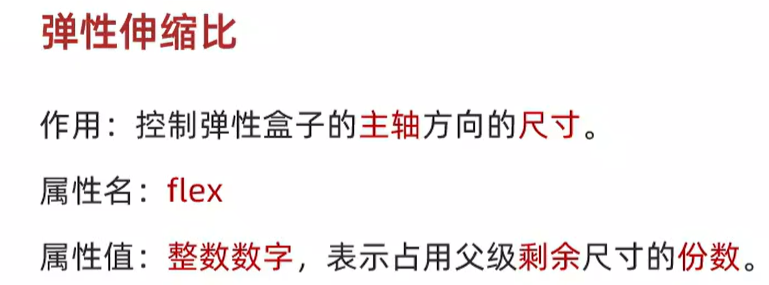 弹性伸缩比
作用：控制弹性盒子的主轴方向的尺寸。
属性名：flex
属性值：整数数字，表示占用父级剩余尺寸的份数。